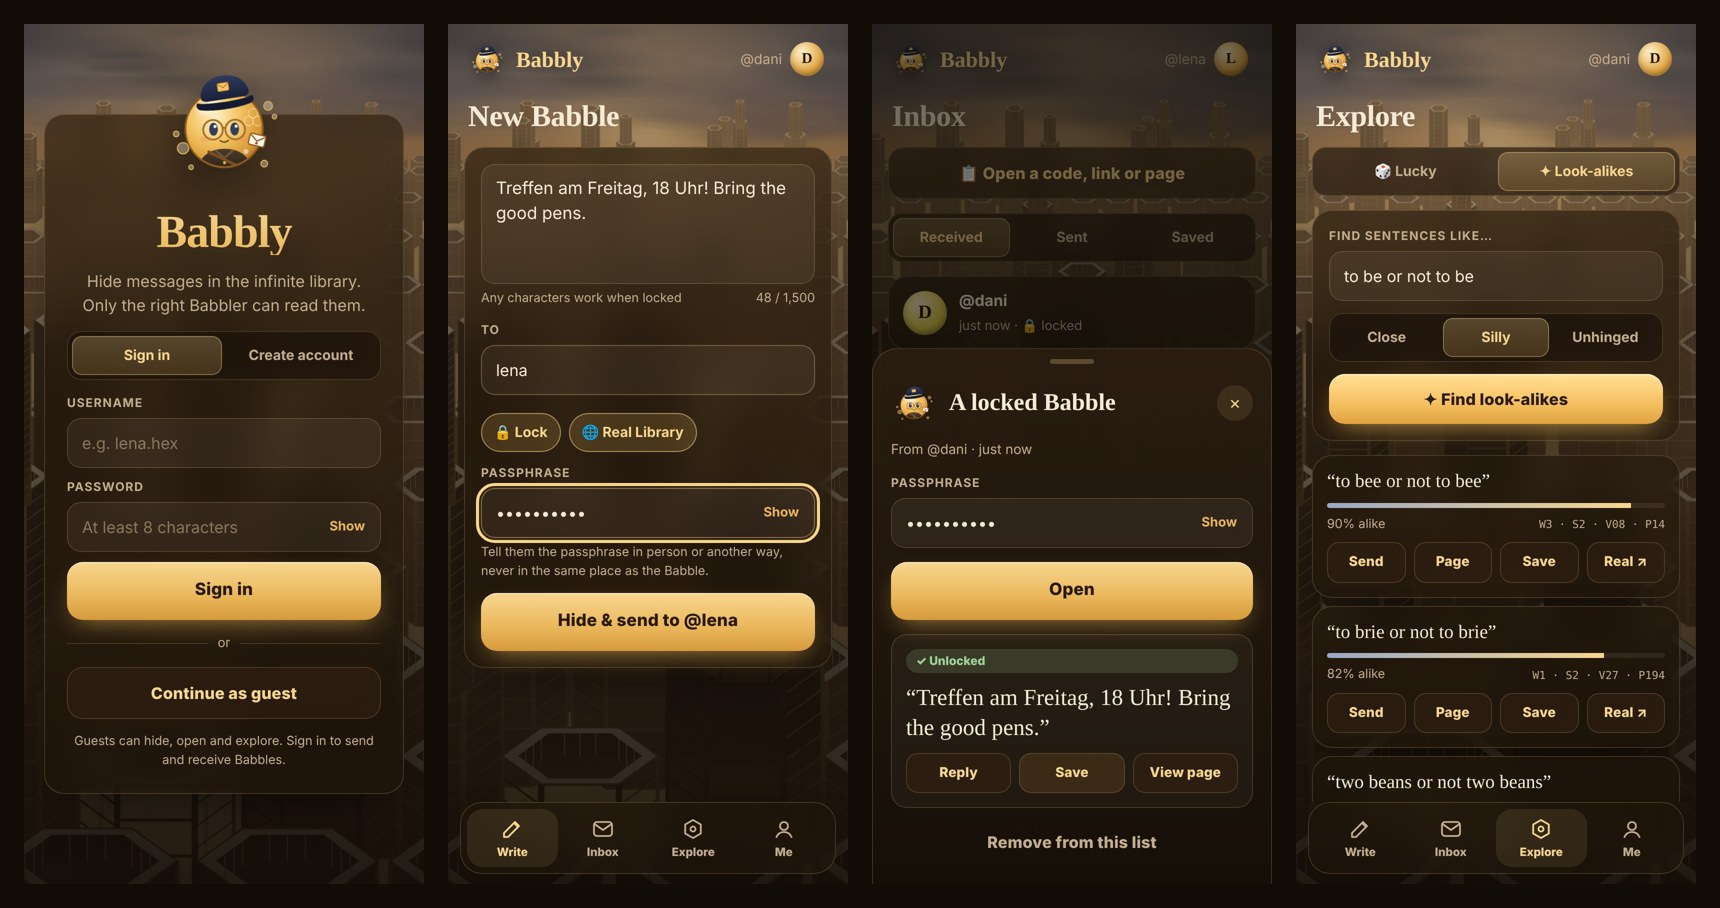 Babbly
Hide messages in the infinite library.
Only the right Babbler can read them.
Sign in
Create account
USERNAME
e.g. lena.hex
PASSWORD
At least 8 characters
Show
Sign in
or
Continue as guest
Guests can hide, open and explore. Sign in to send
and receive Babbles.
Babbly
@dani
D
New Babble
Treffen am Freitag, 18 Uhr! Bring the
good pens.
Any characters work when locked
48 / 1,500
TO
lena
🔒 Lock
🌐 Real Library
PASSPHRASE
••••••••••
Show
Tell them the passphrase in person or another way,
never in the same place as the Babble.
Hide & send to @lena
Write
Inbox
Explore
Me
Babbly
@lena
L
Inbox
📋 Open a code, link or page
Received
Sent
Saved
D
@dani
just now · 🔒 locked
A locked Babble
×
From @dani · just now
PASSPHRASE
••••••••••
Show
Open
✓ Unlocked
“Treffen am Freitag, 18 Uhr! Bring
the good pens.”
Reply
Save
View page
Remove from this list
Babbly
@dani
D
Explore
🎲 Lucky
✦ Look-alikes
FIND SENTENCES LIKE…
to be or not to be
Close
Silly
Unhinged
✦ Find look-alikes
“to bee or not to bee”
90% alike
W3 · S2 · V08 · P14
Send
Page
Save
Real ↗
“to brie or not to brie”
82% alike
W1 · S2 · V27 · P194
Send
Page
Save
Real ↗
“two beans or not two beans”
Write
Inbox
Explore
Me